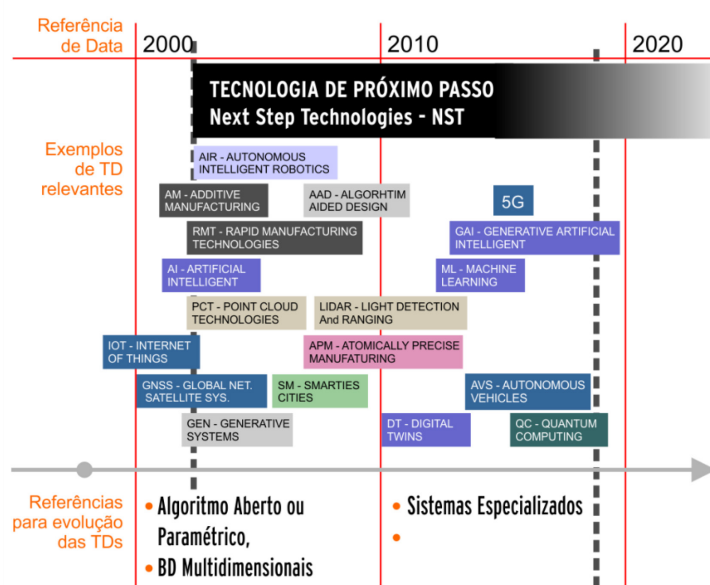 Referência
de Data
2000
2010
2020
TECNOLOGIA DE PRÓXIMO PASSO
Next Step Technologies - NST
Exemplos
de TD
relevantes
AIR - AUTONOMOUS
INTELLIGENT ROBOTICS
AM - ADDITIVE
MANUFACTURING
AAD - ALGORHTIM
AIDED DESIGN
5G
RMT - RAPID MANUFACTURING
TECHNOLOGIES
GAI - GENERATIVE ARTIFICIAL
INTELLIGENT
AI - ARTIFICIAL
INTELLIGENT
ML - MACHINE
LEARNING
PCT - POINT CLOUD
TECHNOLOGIES
LIDAR - LIGHT DETECTION
And RANGING
IOT - INTERNET
OF THINGS
APM - ATOMICALLY PRECISE
MANUFATURING
GNSS - GLOBAL NET.
SATELLITE SYS.
SM - SMARTIES
CITIES
AVS - AUTONOMOUS
VEHICLES
GEN - GENERATIVE
SYSTEMS
DT - DIGITAL
TWINS
QC - QUANTUM
COMPUTING
Referências
para evolução
das TDs
• Algoritmo Aberto ou
Paramétrico,
• BD Multidimensionais
• Sistemas Especializados
•